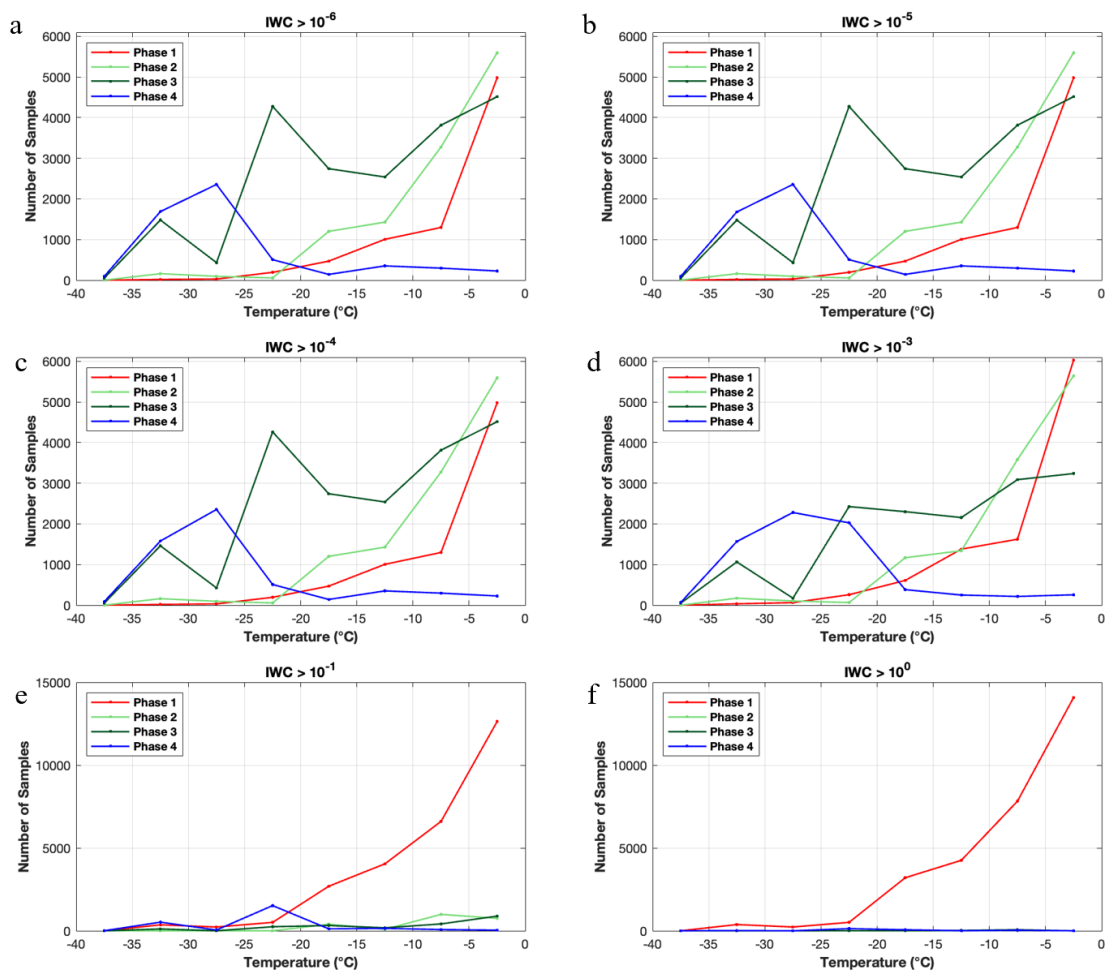 a
IWC > 10^-6
Number of Samples
6000
5000
4000
3000
2000
1000
0
Phase 1
Phase 2
Phase 3
Phase 4
-40 -35 -30 -25 -20 -15 -10 -5 0
Temperature (°C)
b
IWC > 10^-5
Number of Samples
6000
5000
4000
3000
2000
1000
0
Phase 1
Phase 2
Phase 3
Phase 4
-40 -35 -30 -25 -20 -15 -10 -5 0
Temperature (°C)
c
IWC > 10^-4
Number of Samples
6000
5000
4000
3000
2000
1000
0
Phase 1
Phase 2
Phase 3
Phase 4
-40 -35 -30 -25 -20 -15 -10 -5 0
Temperature (°C)
d
IWC > 10^-3
Number of Samples
6000
5000
4000
3000
2000
1000
0
Phase 1
Phase 2
Phase 3
Phase 4
-40 -35 -30 -25 -20 -15 -10 -5 0
Temperature (°C)
e
IWC > 10^-1
Number of Samples
15000
10000
5000
0
Phase 1
Phase 2
Phase 3
Phase 4
-40 -35 -30 -25 -20 -15 -10 -5 0
Temperature (°C)
f
IWC > 10^0
Number of Samples
15000
10000
5000
0
Phase 1
Phase 2
Phase 3
Phase 4
-40 -35 -30 -25 -20 -15 -10 -5 0
Temperature (°C)